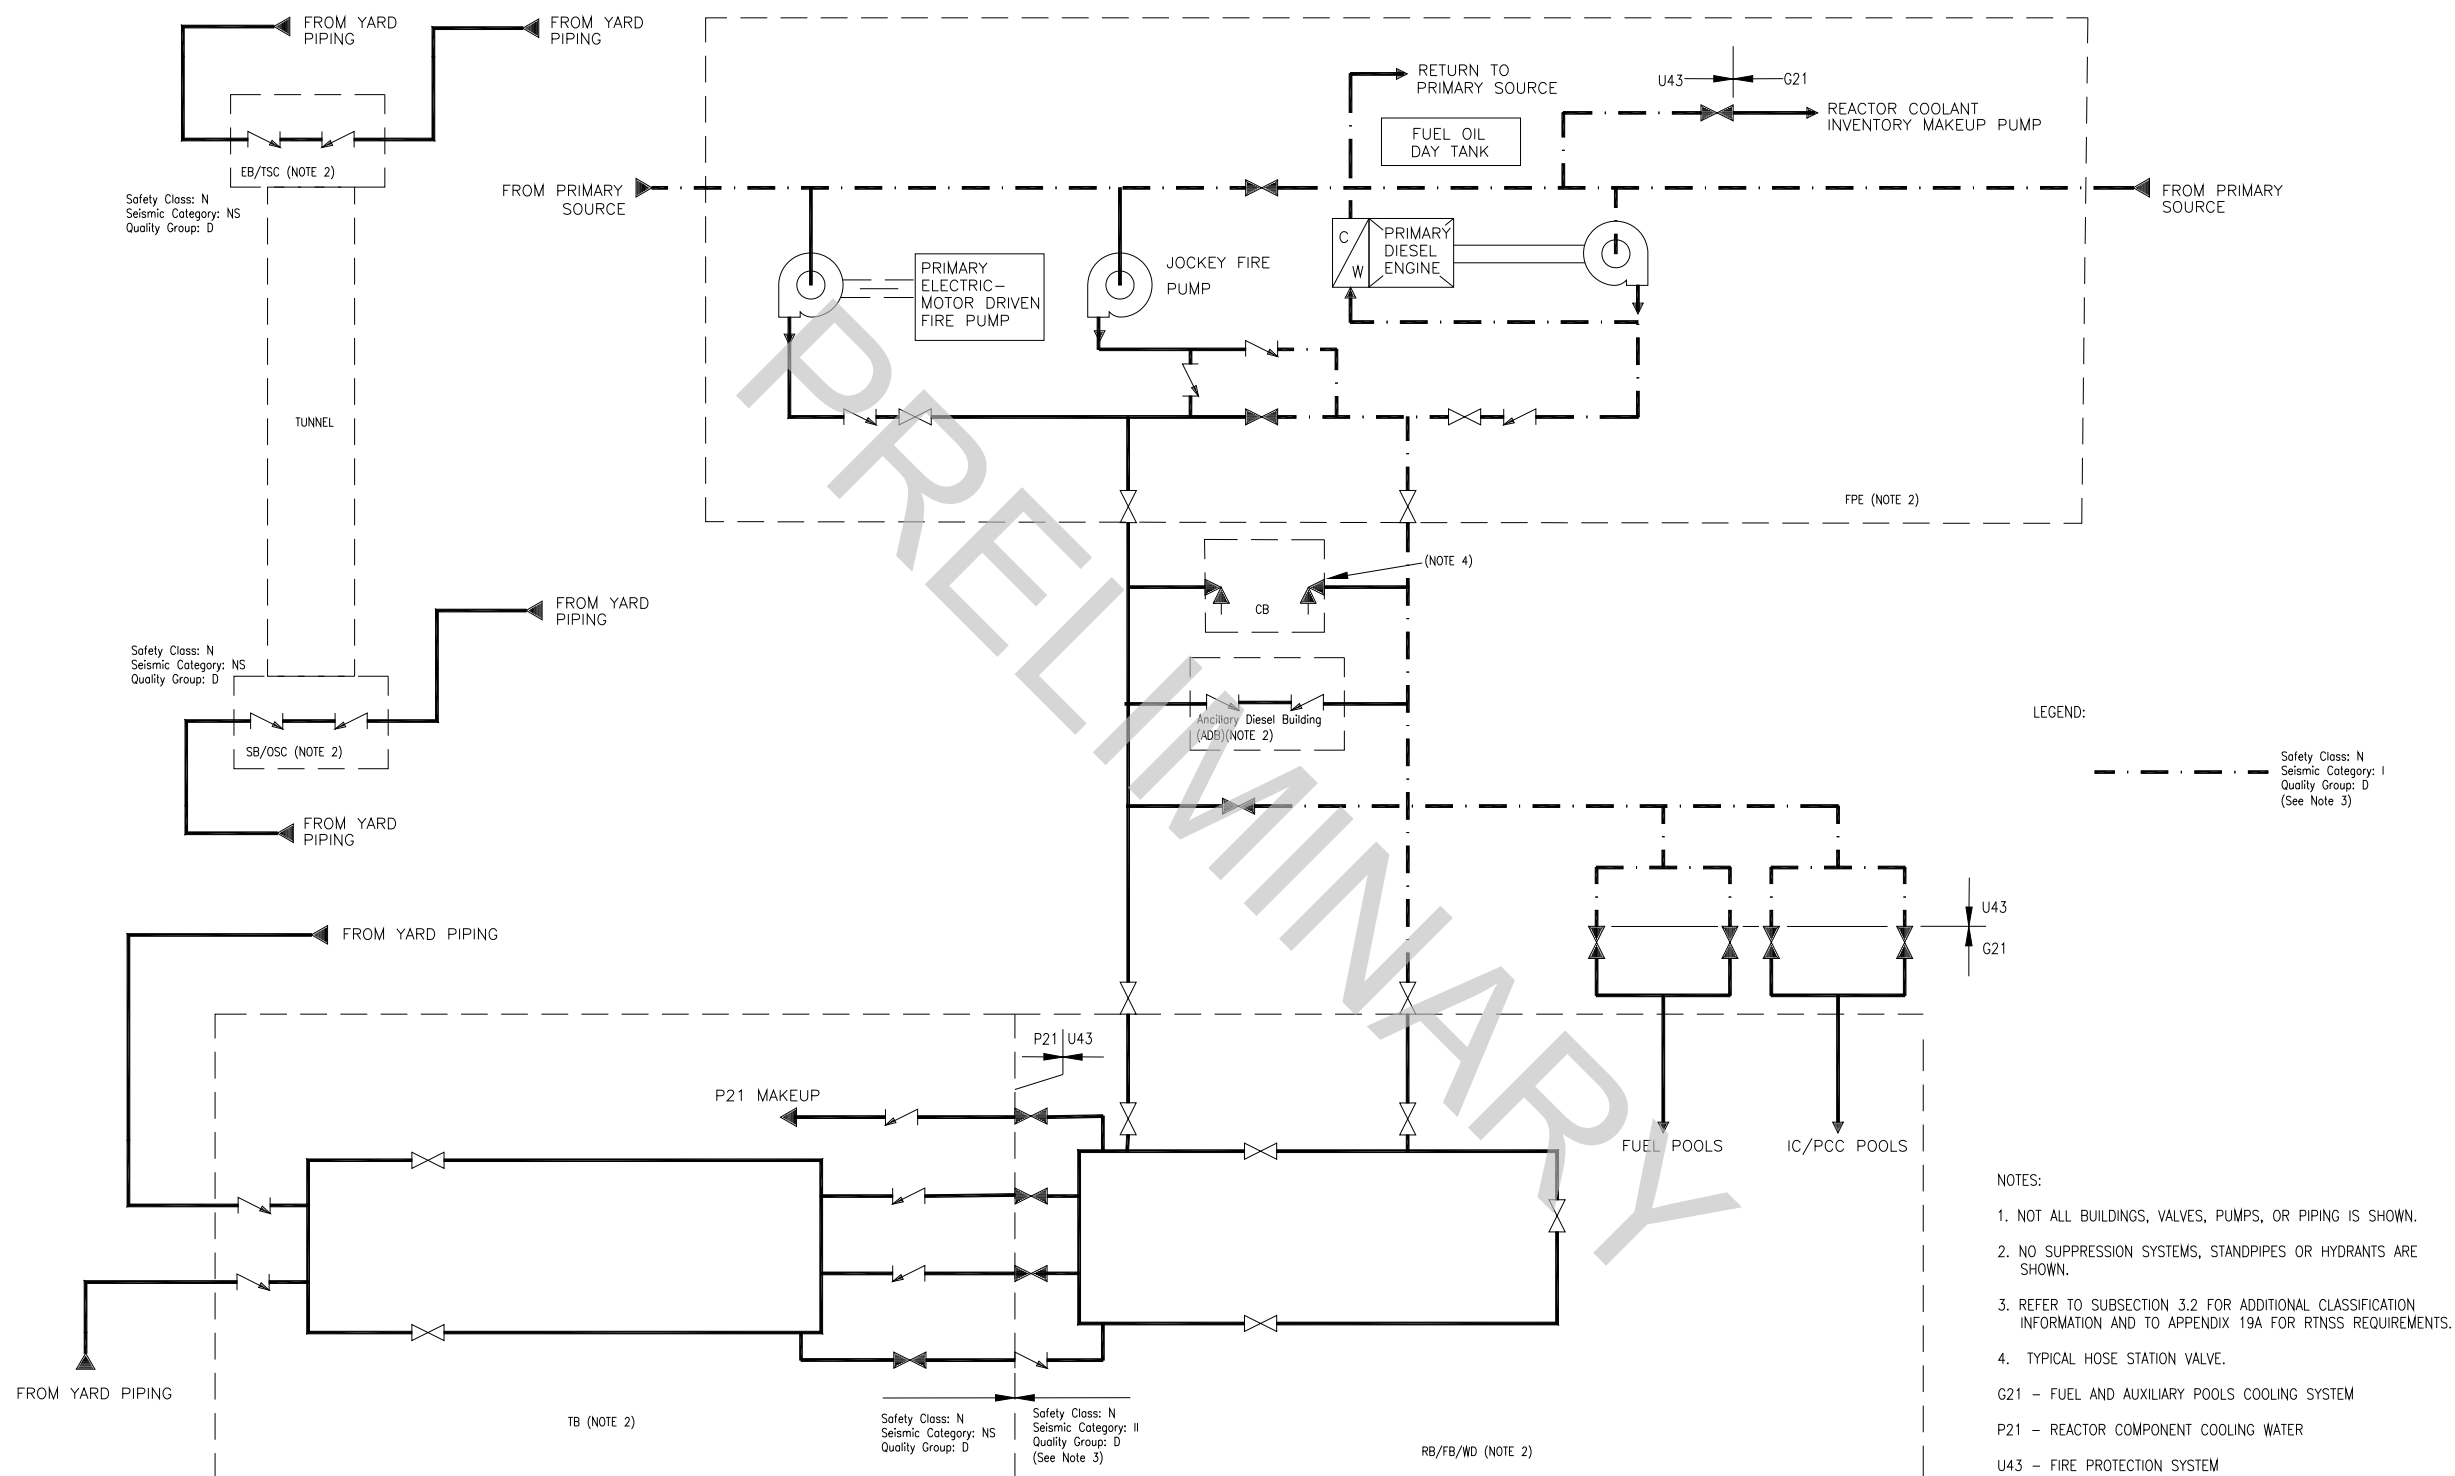 FROM YARD
PIPING
FROM YARD
PIPING
EB/TSC (NOTE 2)
Safety Class: N
Seismic Category: NS
Quality Group: D
TUNNEL
FROM YARD
PIPING
Safety Class: N
Seismic Category: NS
Quality Group: D
SB/OSC (NOTE 2)
FROM YARD
PIPING
RETURN TO
PRIMARY SOURCE
U43
G21
FUEL OIL
DAY TANK
REACTOR COOLANT
INVENTORY MAKEUP PUMP
FROM PRIMARY
SOURCE
FROM PRIMARY
SOURCE
C
W
PRIMARY
DIESEL
ENGINE
PRIMARY
ELECTRIC-
MOTOR DRIVEN
FIRE PUMP
JOCKEY FIRE
PUMP
FPE (NOTE 2)
(NOTE 4)
CB
Ancillary Diesel Building
(ADB)(NOTE 2)
PRELIMINARY
LEGEND:
Safety Class: N
Seismic Category: I
Quality Group: D
(See Note 3)
U43
G21
FUEL POOLS
IC/PCC POOLS
FROM YARD PIPING
P21
U43
P21 MAKEUP
FROM YARD PIPING
TB (NOTE 2)
Safety Class: N
Seismic Category: NS
Quality Group: D
Safety Class: N
Seismic Category: II
Quality Group: D
(See Note 3)
RB/FB/WD (NOTE 2)
NOTES:
1. NOT ALL BUILDINGS, VALVES, PUMPS, OR PIPING IS SHOWN.
2. NO SUPPRESSION SYSTEMS, STANDPIPES OR HYDRANTS ARE
SHOWN.
3. REFER TO SUBSECTION 3.2 FOR ADDITIONAL CLASSIFICATION
INFORMATION AND TO APPENDIX 19A FOR RTNSS REQUIREMENTS.
4. TYPICAL HOSE STATION VALVE.
G21 - FUEL AND AUXILIARY POOLS COOLING SYSTEM
P21 - REACTOR COMPONENT COOLING WATER
U43 - FIRE PROTECTION SYSTEM